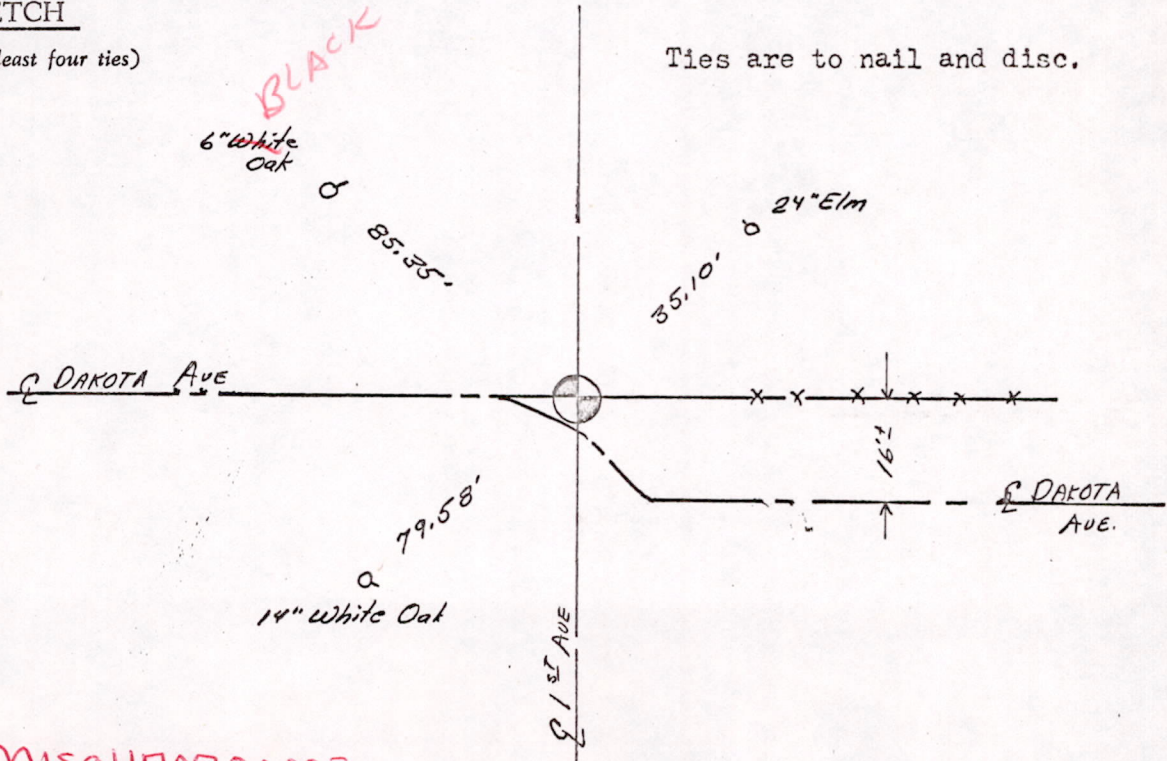 ETCH
least four ties)
BLACK
Ties are to nail and disc.
6" White
Oak
24" Elm
85.35
35.10'
℄ DAKOTA AVE
16'±
℄ DAKOTA
AVE.
79.58'
14" White Oak
℄ 1ST AVE